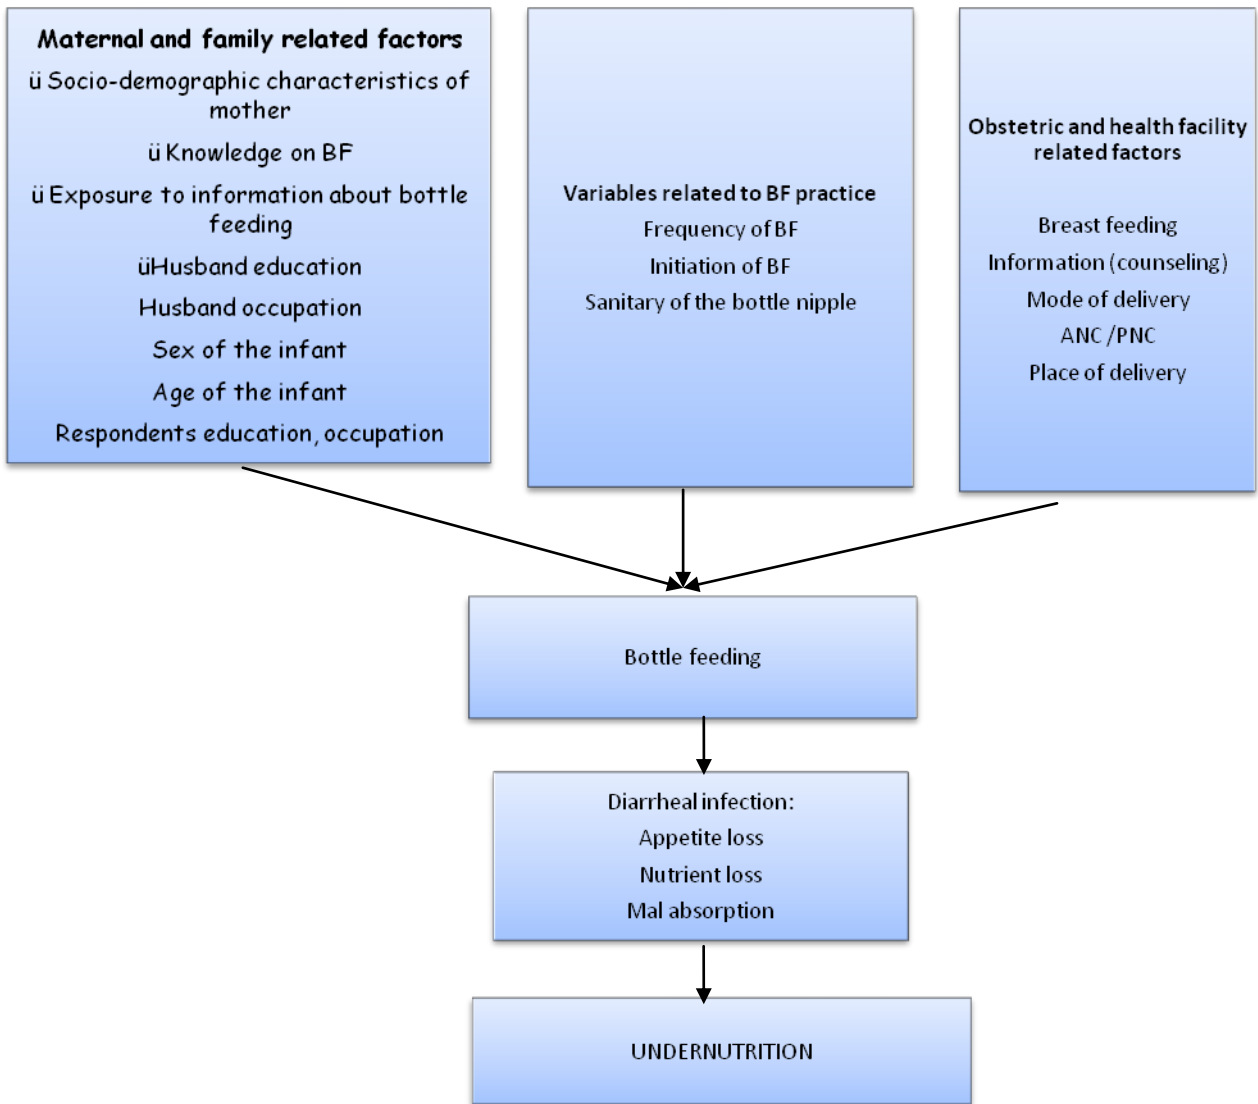 Maternal and family related factors
ü Socio-demographic characteristics of
mother
ü Knowledge on BF
ü Exposure to information about bottle
feeding
üHusband education
Husband occupation
Sex of the infant
Age of the infant
Respondents education, occupation
Variables related to BF practice
Frequency of BF
Initiation of BF
Sanitary of the bottle nipple
Obstetric and health facility
related factors
Breast feeding
Information (counseling)
Mode of delivery
ANC /PNC
Place of delivery
Bottle feeding
Diarrheal infection:
Appetite loss
Nutrient loss
Mal absorption
UNDERNUTRITION